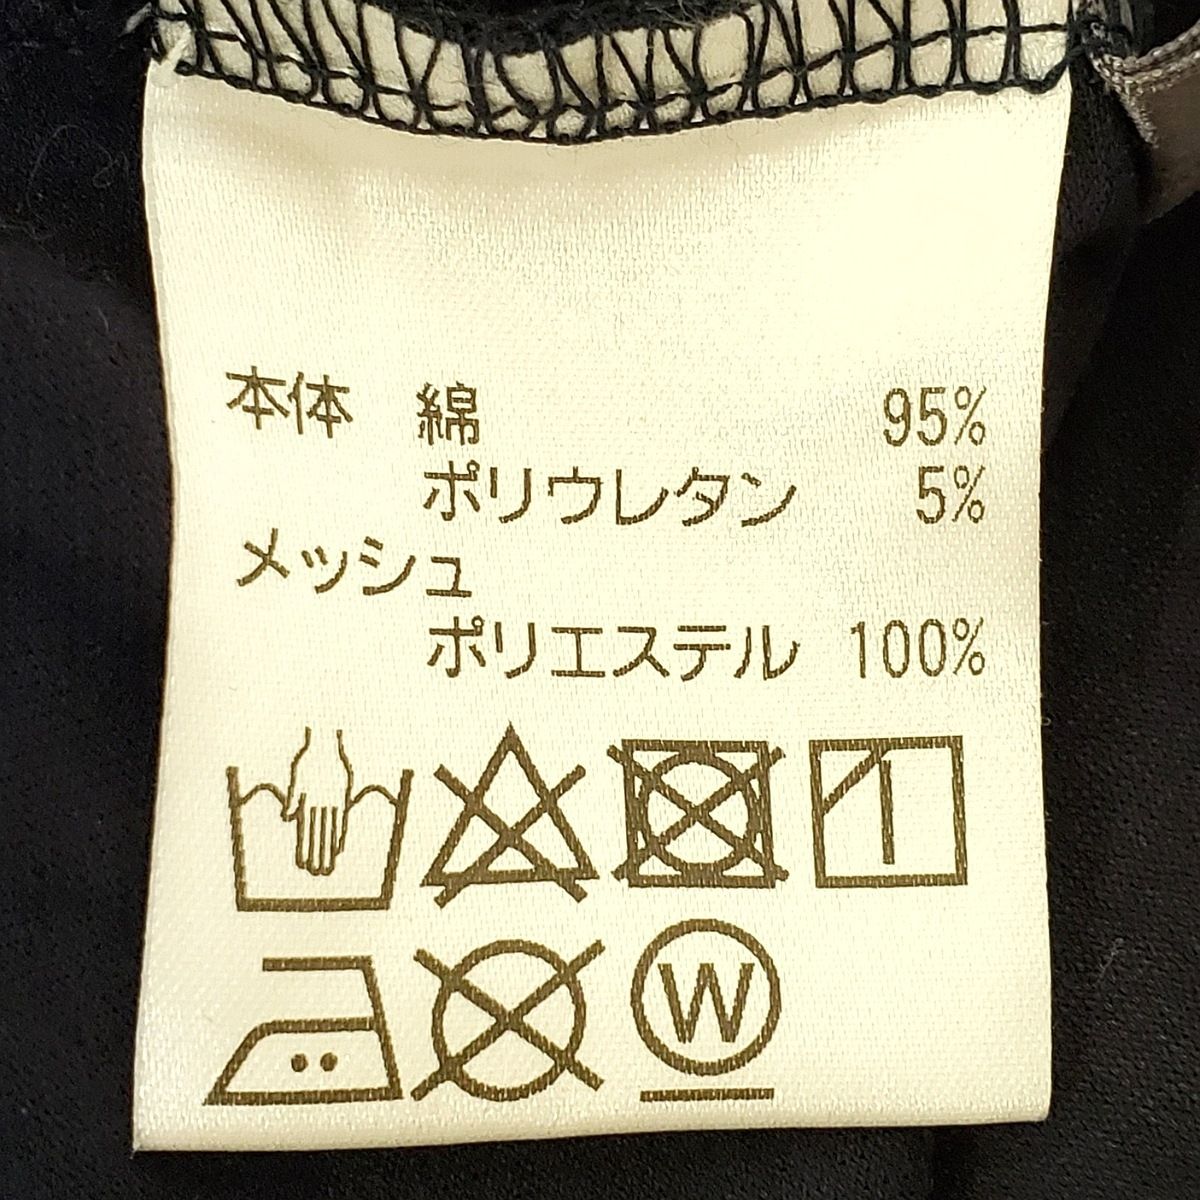 本体 綿 95%
ポリウレタン 5%
メッシュ
ポリエステル 100%
W